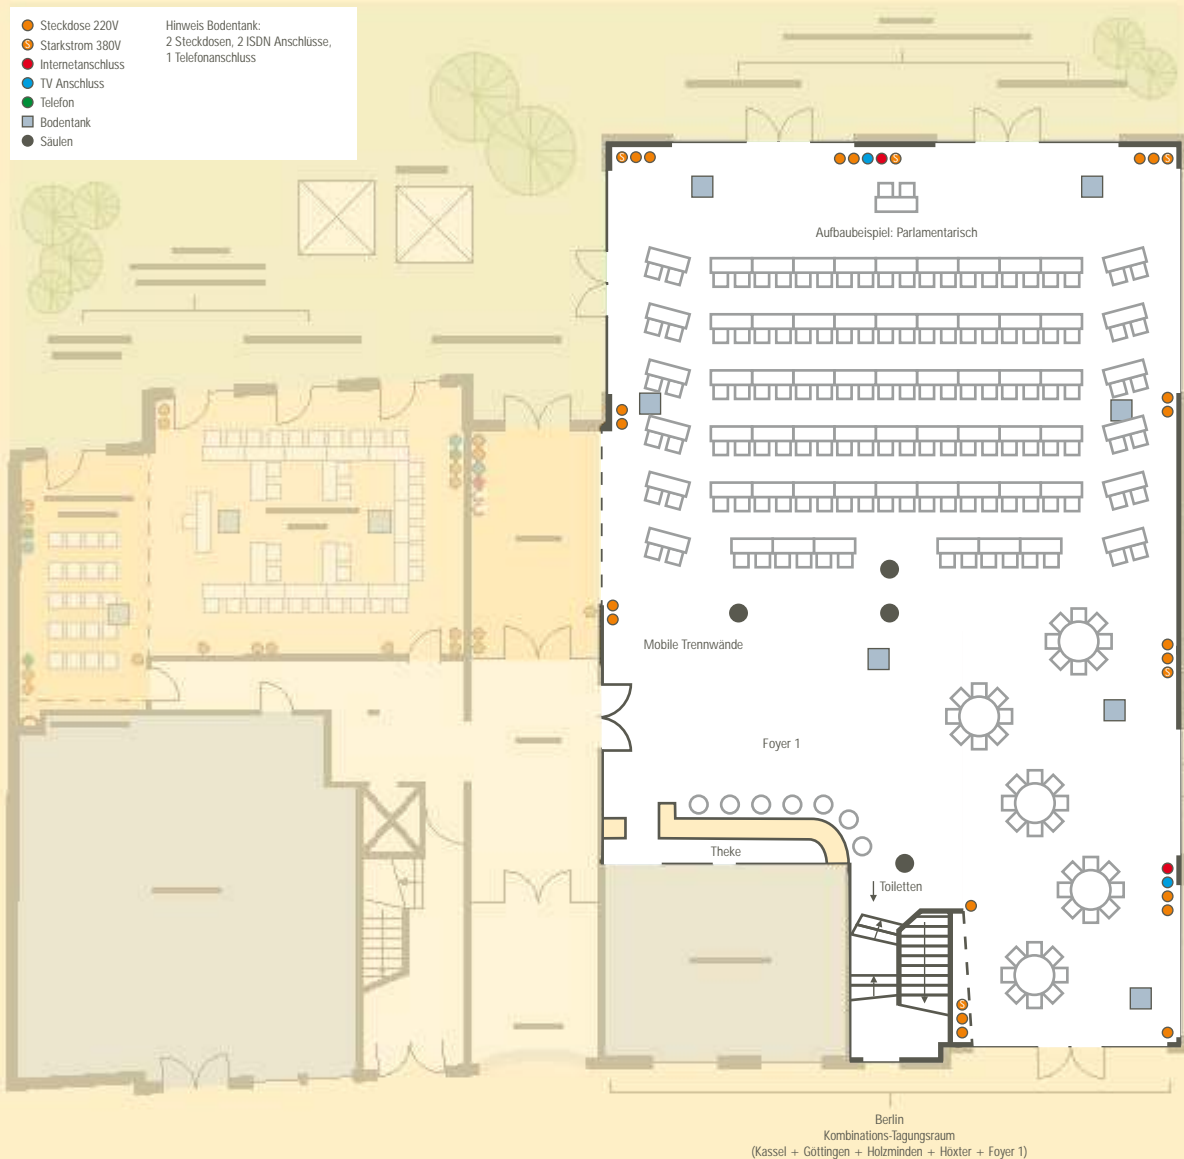 Steckdose 220V
Starkstrom 380V
Internetanschluss
TV Anschluss
Telefon
Bodentank
Säulen
Hinweis Bodentank:
2 Steckdosen, 2 ISDN Anschlüsse,
1 Telefonanschluss
S
S
S
Aufbaubeispiel: Parlamentarisch
Mobile Trennwände
S
Foyer 1
Theke
Toiletten
S
Berlin
Kombinations-Tagungsraum
(Kassel + Göttingen + Holzminden + Höxter + Foyer 1)